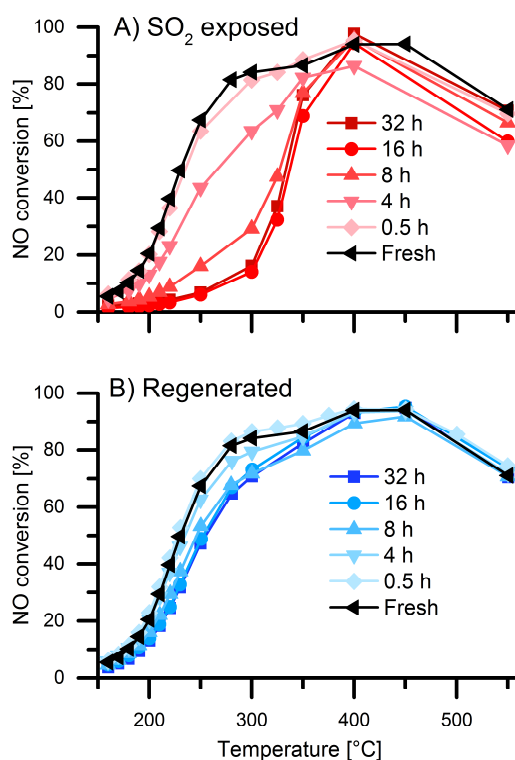 A) SO₂ exposed
NO conversion [%]
100
80
60
40
20
0
32 h
16 h
8 h
4 h
0.5 h
Fresh
B) Regenerated
NO conversion [%]
100
80
60
40
20
0
32 h
16 h
8 h
4 h
0.5 h
Fresh
200
300
400
500
Temperature [°C]